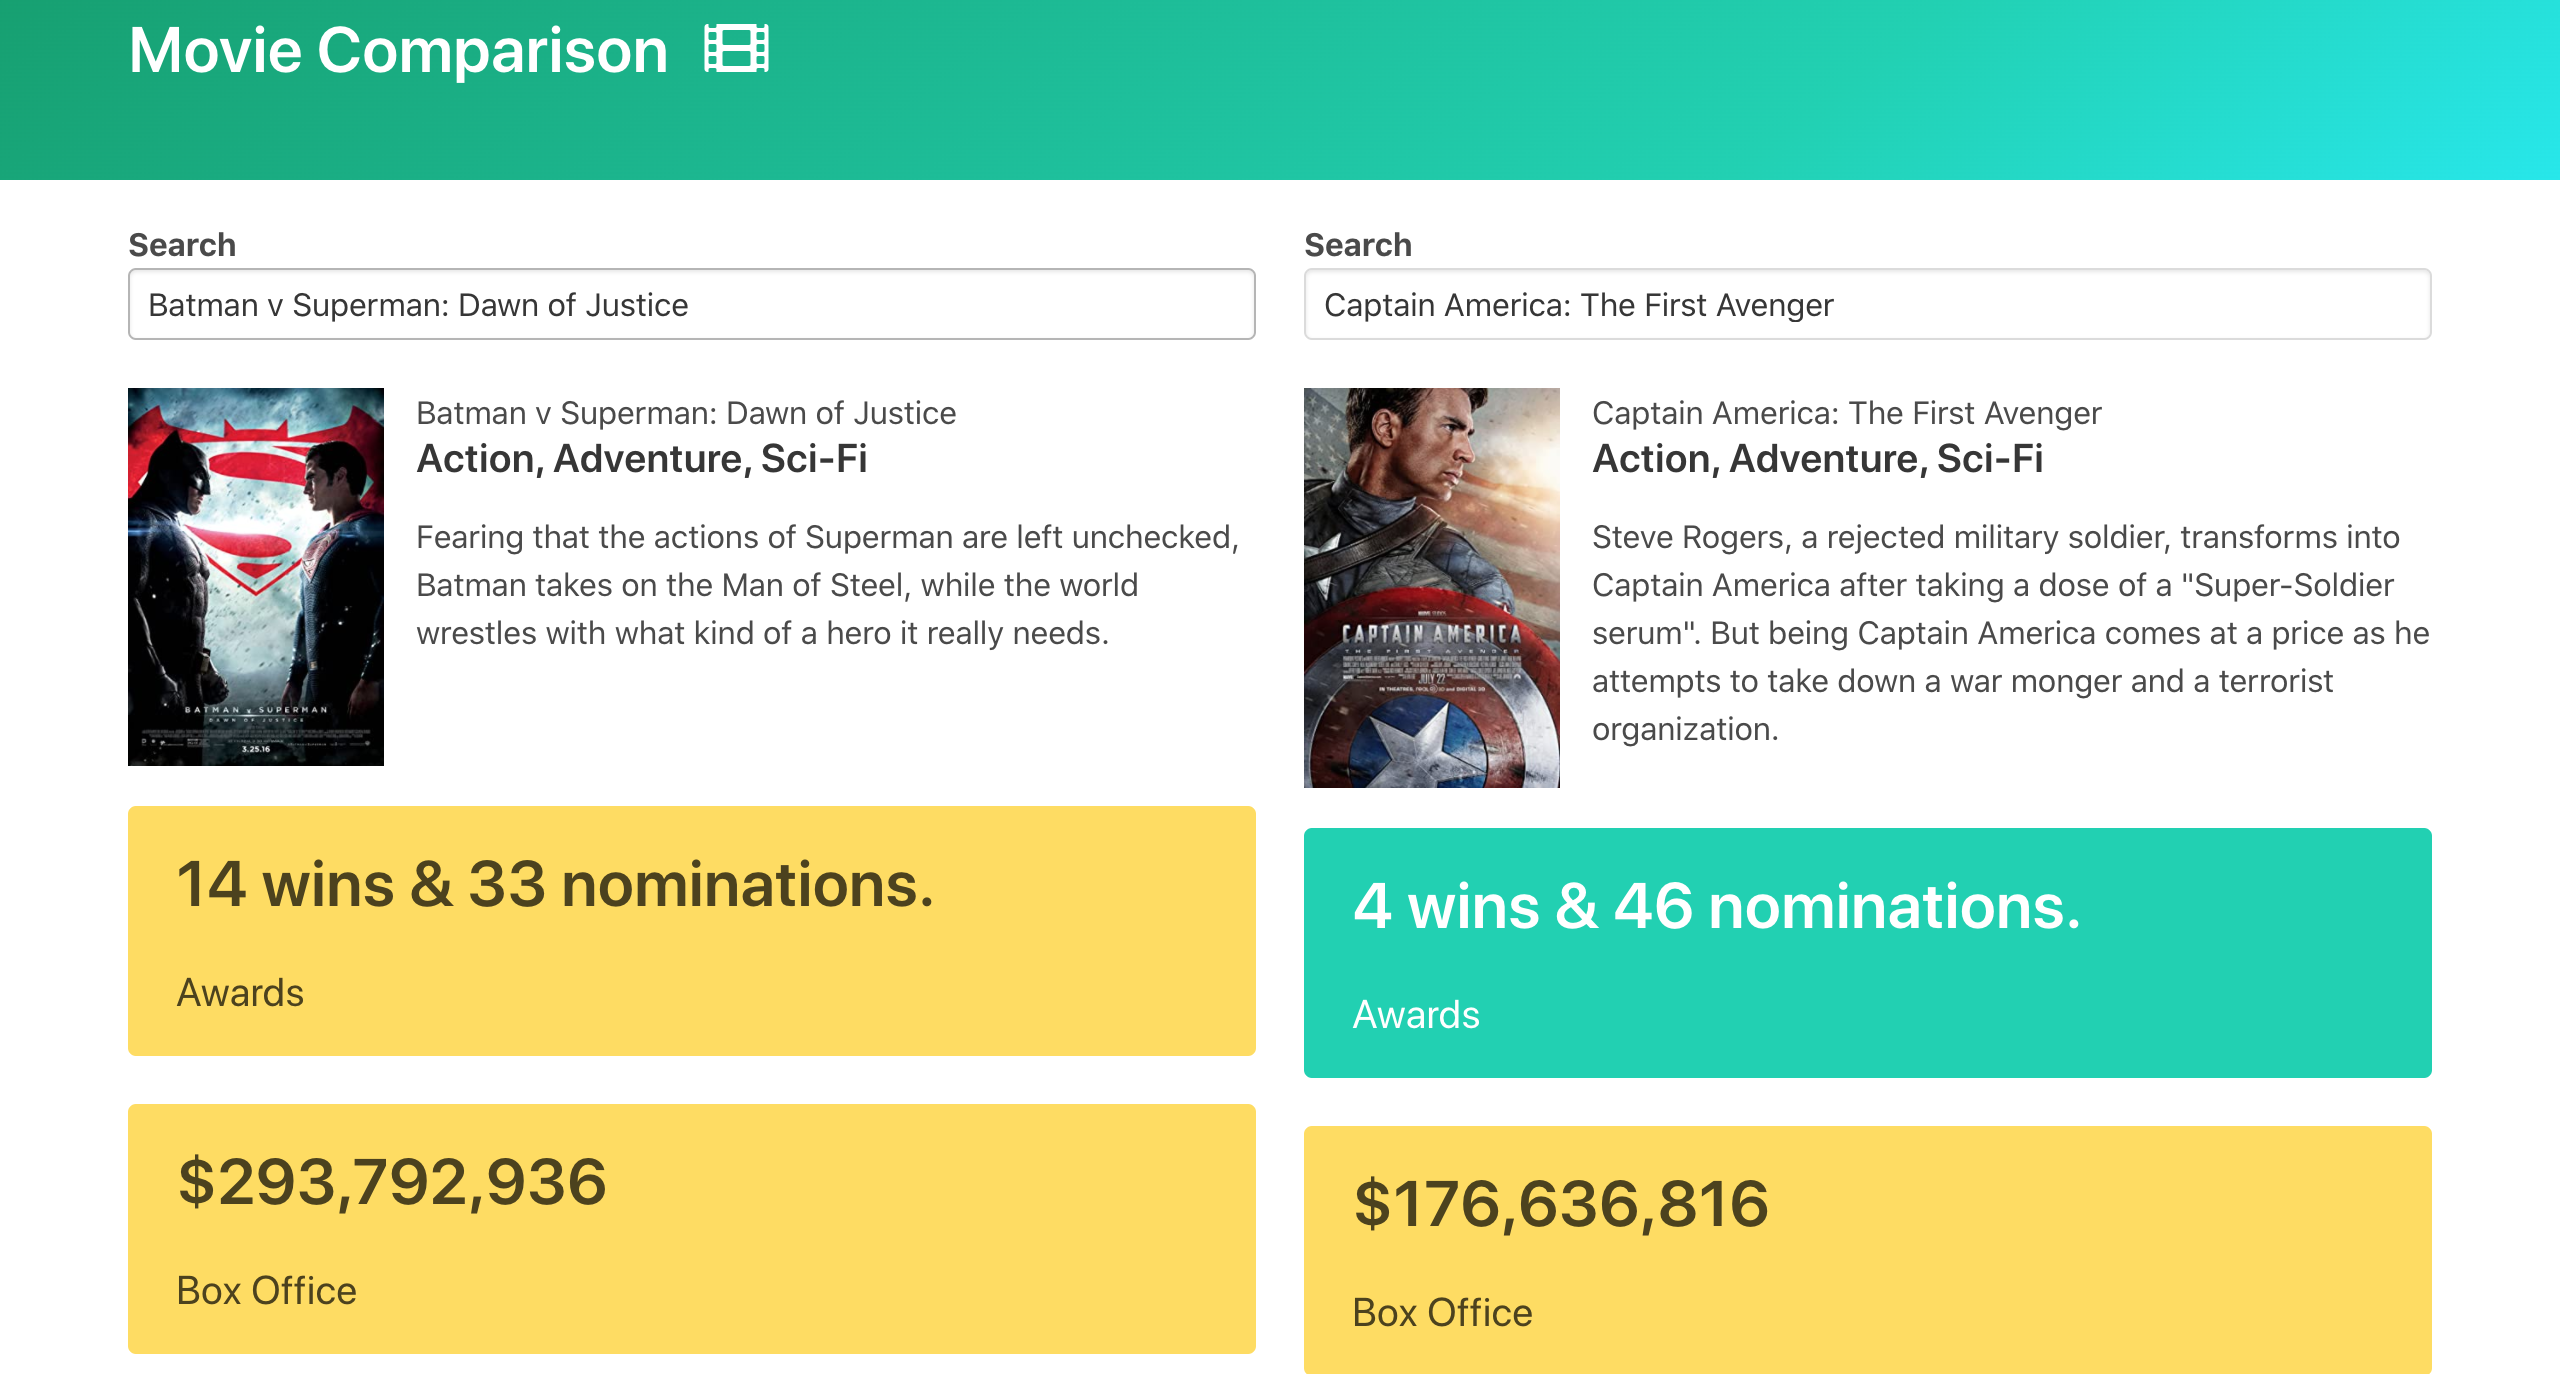 Movie Comparison
Search
Batman v Superman: Dawn of Justice
BATMAN v SUPERMAN
DAWN OF JUSTICE
3.25.16
Batman v Superman: Dawn of Justice
Action, Adventure, Sci-Fi
Fearing that the actions of Superman are left unchecked,
Batman takes on the Man of Steel, while the world
wrestles with what kind of a hero it really needs.
14 wins & 33 nominations.
Awards
$293,792,936
Box Office
Search
Captain America: The First Avenger
CAPTAIN AMERICA
THE FIRST AVENGER
JULY 22
Captain America: The First Avenger
Action, Adventure, Sci-Fi
Steve Rogers, a rejected military soldier, transforms into
Captain America after taking a dose of a "Super-Soldier
serum". But being Captain America comes at a price as he
attempts to take down a war monger and a terrorist
organization.
4 wins & 46 nominations.
Awards
$176,636,816
Box Office